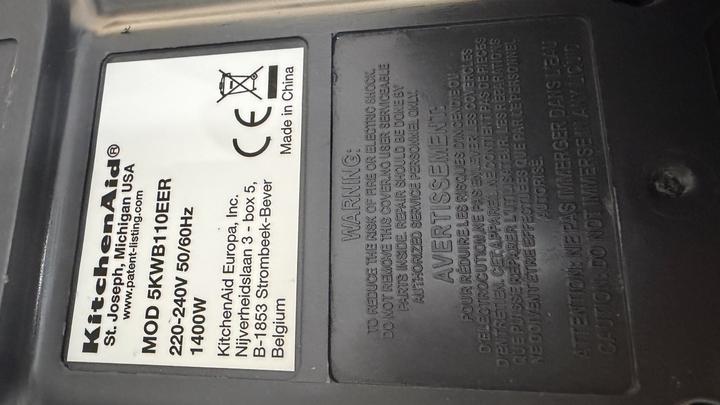 KitchenAid®
St. Joseph, Michigan USA
www.patent-listing.com
MOD 5KWB110EER
220-240V 50/60Hz
1400W
KitchenAid Europa, Inc.
Nijverheidslaan 3 - box 5,
B-1853 Strombeek-Bever
Belgium
CE
Made in China
WARNING:
TO REDUCE THE RISK OF FIRE OR ELECTRIC SHOCK,
DO NOT REMOVE THIS COVER.NO USER SERVICEABLE
PARTS INSIDE. REPAIR SHOULD BE DONE BY
AUTHORIZED SERVICE PERSONNEL ONLY.
AVERTISSEMENT:
POUR RÉDUIRE LES RISQUES D'INCENDIE OU
D'ÉLECTROCUTION,NE PAS ENLEVER LES COUVERCLES
D'ENTRETIEN. CET APPAREIL NE CONTIENT PAS DE PIÈCES
QUE PUISSE RÉPARER L'UTILISATEUR. LES RÉPARATIONS
NE DOIVENT ÊTRE EFFECTUÉES QUE PAR LE PERSONNEL
AUTORISÉ.
ATTENTION: NE PAS IMMERGER DANS L'EAU
CAUTION: DO NOT IMMERSE IN ANY LIQUID